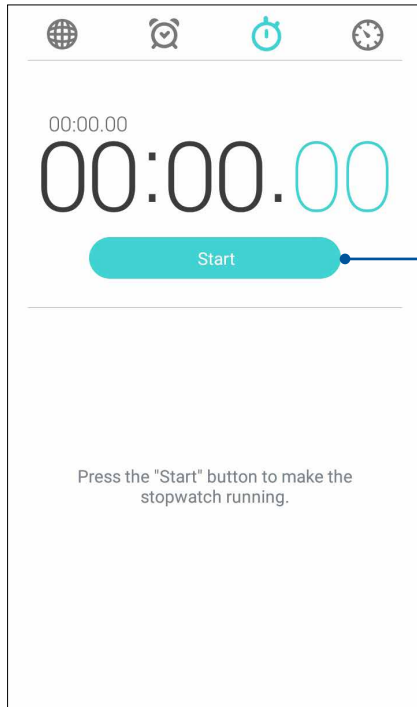 00:00.00
00:00.00
Start
Press the "Start" button to make the
stopwatch running.